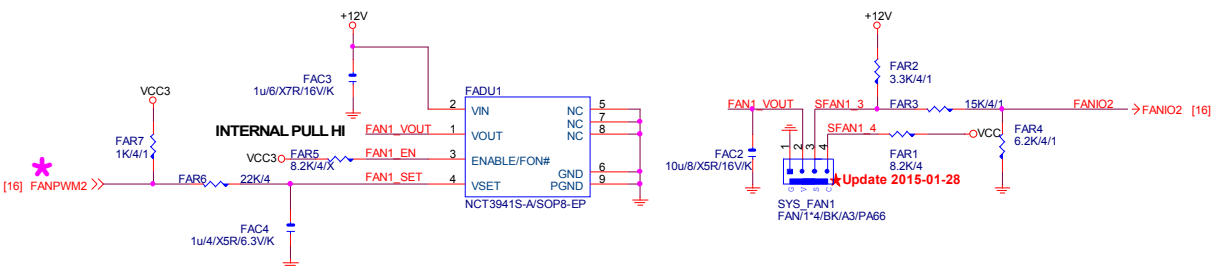 +12V
FAC3
1u/6/X7R/16V/K
VCC3
FAR7
1K/4/1
INTERNAL PULL HI
VCC3
FAR5
8.2K/4/X
FAN1_VOUT
FAN1_EN
FAN1_SET
[16] FANPWM2
FAR6
22K/4
FAC4
1u/4/X5R/6.3V/K
FADU1
2 VIN
1 VOUT
3 ENABLE/FON#
4 VSET
NC 5
NC 7
NC 8
GND 6
PGND 9
NCT3941S-A/SOP8-EP
+12V
FAR2
3.3K/4/1
FAN1_VOUT
SFAN1_3
FAR3
15K/4/1
FANIO2
FANIO2 [16]
SFAN1_4
VCC
FAR4
6.2K/4/1
FAR1
8.2K/4
FAC2
10u/8/X5R/16V/K
1 2 3 4
G V S C
Update 2015-01-28
SYS_FAN1
FAN/1*4/BK/A3/PA66